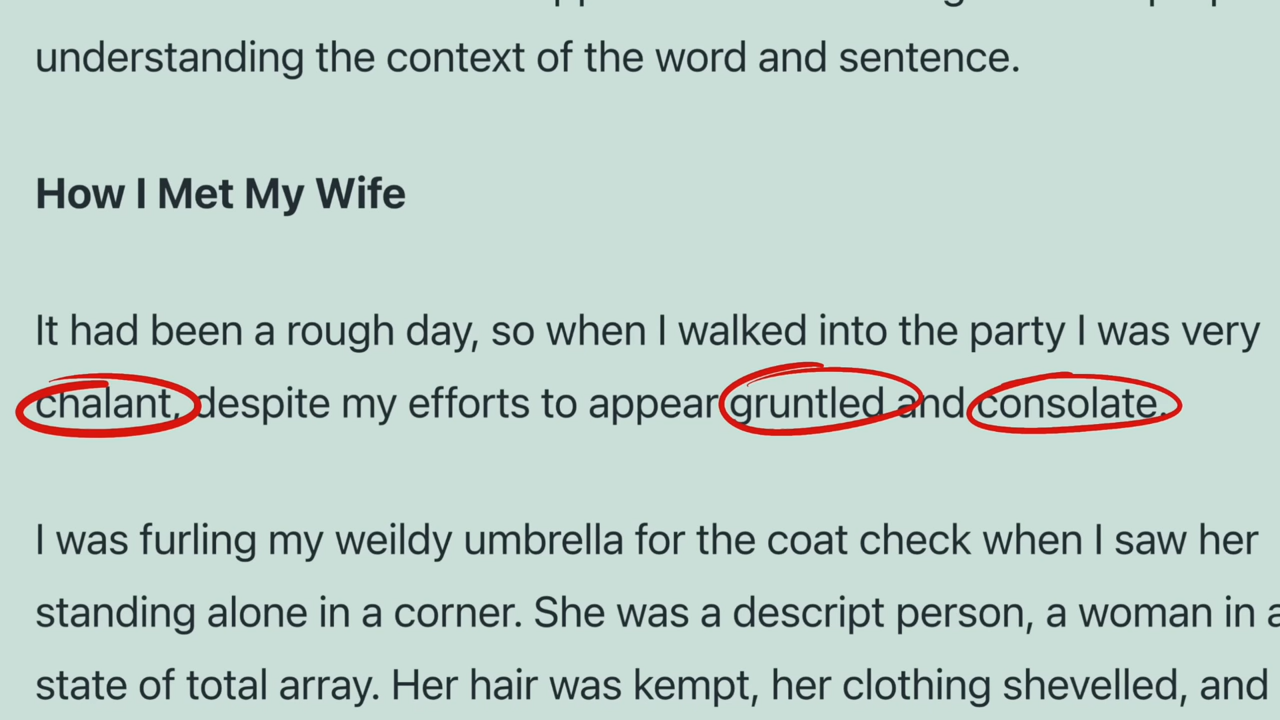 understanding the context of the word and sentence.
How I Met My Wife
It had been a rough day, so when I walked into the party I was very
chalant, despite my efforts to appear gruntled and consolate.
I was furling my weildy umbrella for the coat check when I saw her
standing alone in a corner. She was a descript person, a woman in a
state of total array. Her hair was kempt, her clothing shevelled, and